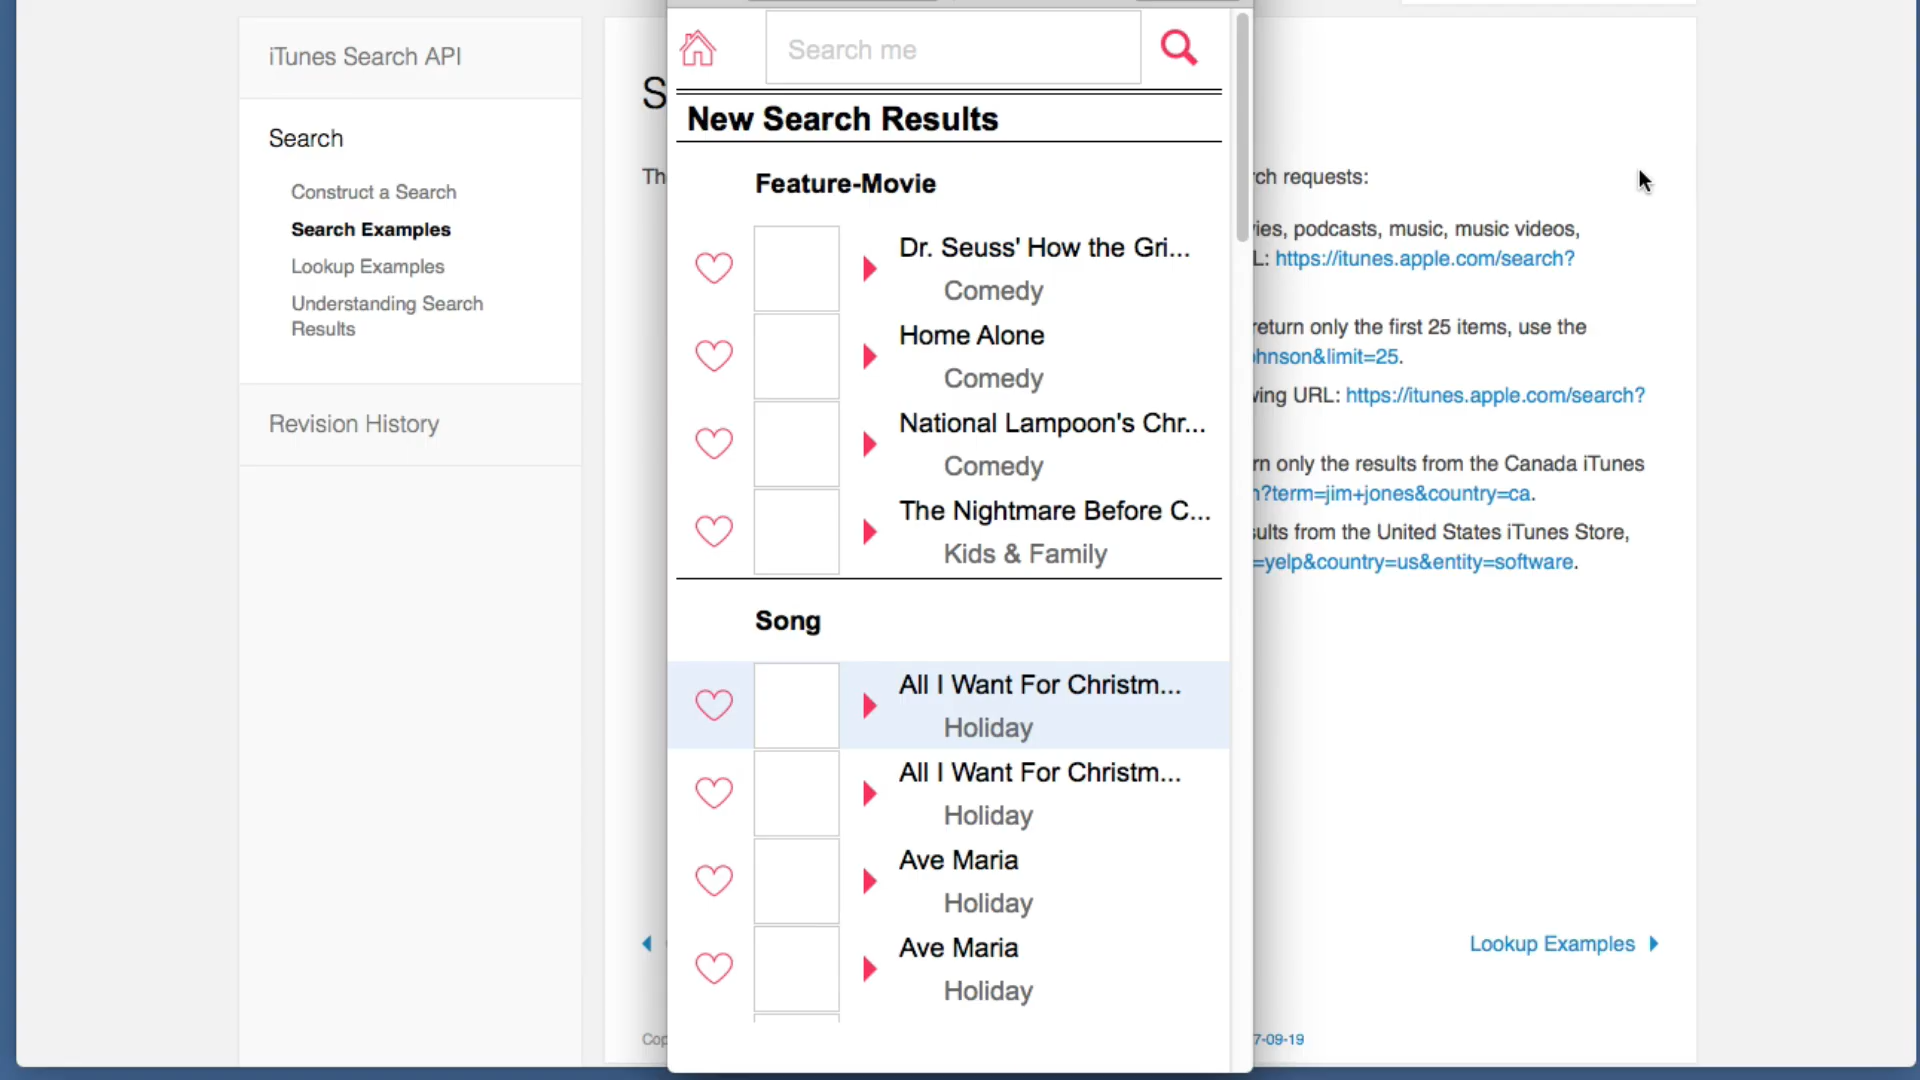 iTunes Search API
Search
Construct a Search
Search Examples
Lookup Examples
Understanding Search
Results
Revision History
Search me
New Search Results
Feature-Movie
Dr. Seuss' How the Gri...
Comedy
Home Alone
Comedy
National Lampoon's Chr...
Comedy
The Nightmare Before C...
Kids & Family
Song
All I Want For Christm...
Holiday
All I Want For Christm...
Holiday
Ave Maria
Holiday
Ave Maria
Holiday
S
Th
rch requests:
ies, podcasts, music, music videos,
L: https://itunes.apple.com/search?
return only the first 25 items, use the
ohnson&limit=25.
wing URL: https://itunes.apple.com/search?
rn only the results from the Canada iTunes
h?term=jim+jones&country=ca.
sults from the United States iTunes Store,
=yelp&country=us&entity=software.
Lookup Examples
Cop
7-09-19